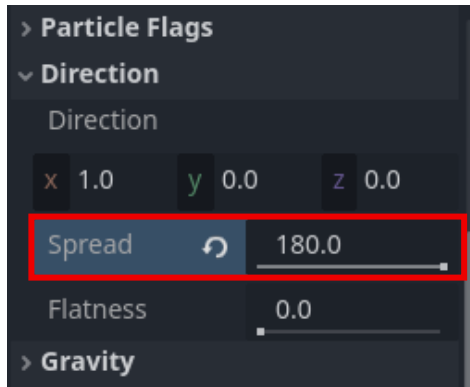 Particle Flags
Direction
Direction
x 1.0 y 0.0 z 0.0
Spread 180.0
Flatness 0.0
Gravity